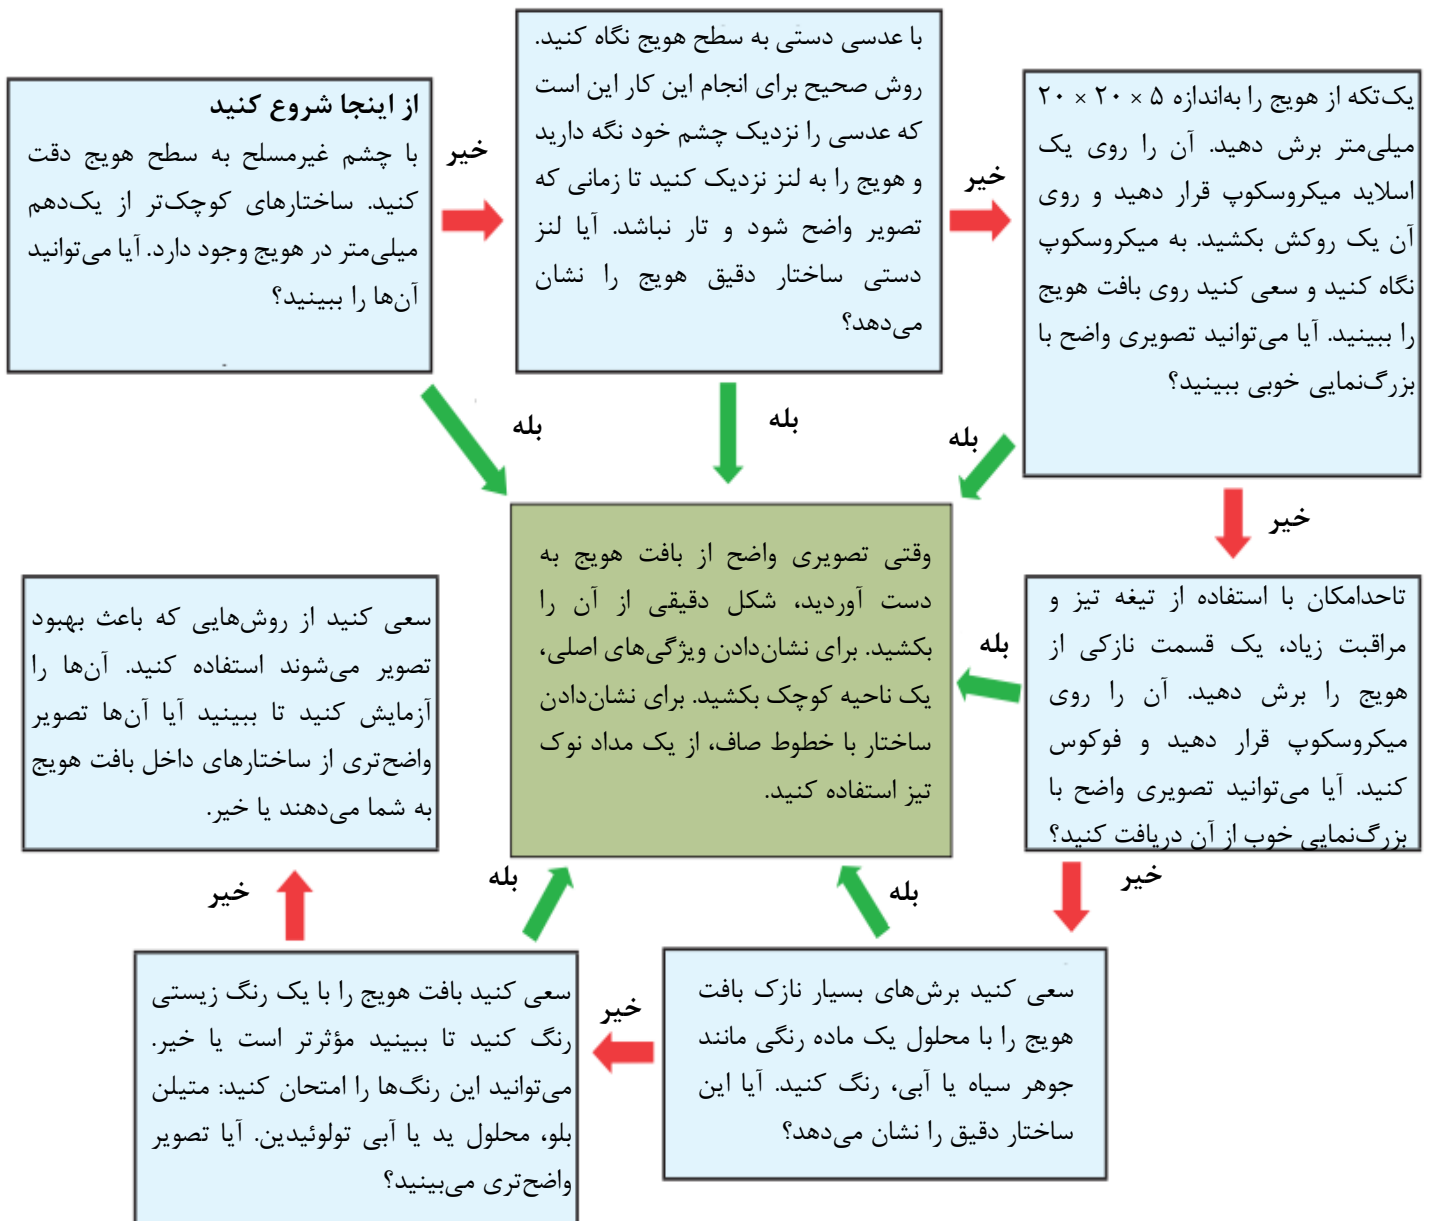 از اینجا شروع کنید
با چشم غیرمسلح به سطح هویج دقت
کنید. ساختارهای کوچک‌تر از یک‌دهم
میلی‌متر در هویج وجود دارد. آیا می‌توانید
آن‌ها را ببینید؟
خیر
بله
با عدسی دستی به سطح هویج نگاه کنید.
روش صحیح برای انجام این کار این است
که عدسی را نزدیک چشم خود نگه دارید
و هویج را به لنز نزدیک کنید تا زمانی که
تصویر واضح شود و تار نباشد. آیا لنز
دستی ساختار دقیق هویج را نشان
می‌دهد؟
خیر
بله
یک‌تکه از هویج را به‌اندازه ۵ × ۲۰ × ۲۰
میلی‌متر برش دهید. آن را روی یک
اسلاید میکروسکوپ قرار دهید و روی
آن یک روکش بکشید. به میکروسکوپ
نگاه کنید و سعی کنید روی بافت هویج
را ببینید. آیا می‌توانید تصویری واضح با
بزرگ‌نمایی خوبی ببینید؟
بله
خیر
تاحدامکان با استفاده از تیغه تیز و
مراقبت زیاد، یک قسمت نازکی از
هویج را برش دهید. آن را روی
میکروسکوپ قرار دهید و فوکوس
کنید. آیا می‌توانید تصویری واضح با
بزرگ‌نمایی خوب از آن دریافت کنید؟
بله
خیر
سعی کنید برش‌های بسیار نازک بافت
هویج را با محلول یک ماده رنگی مانند
جوهر سیاه یا آبی، رنگ کنید. آیا این
ساختار دقیق را نشان می‌دهد؟
بله
خیر
سعی کنید بافت هویج را با یک رنگ زیستی
رنگ کنید تا ببینید مؤثرتر است یا خیر.
می‌توانید این رنگ‌ها را امتحان کنید: متیلن
بلو، محلول ید یا آبی تولوئیدین. آیا تصویر
واضح‌تری می‌بینید؟
بله
خیر
سعی کنید از روش‌هایی که باعث بهبود
تصویر می‌شوند استفاده کنید. آن‌ها را
آزمایش کنید تا ببینید آیا آن‌ها تصویر
واضح‌تری از ساختارهای داخل بافت هویج
به شما می‌دهند یا خیر.
وقتی تصویری واضح از بافت هویج به
دست آوردید، شکل دقیقی از آن را
بکشید. برای نشان‌دادن ویژگی‌های اصلی،
یک ناحیه کوچک بکشید. برای نشان‌دادن
ساختار با خطوط صاف، از یک مداد نوک
تیز استفاده کنید.